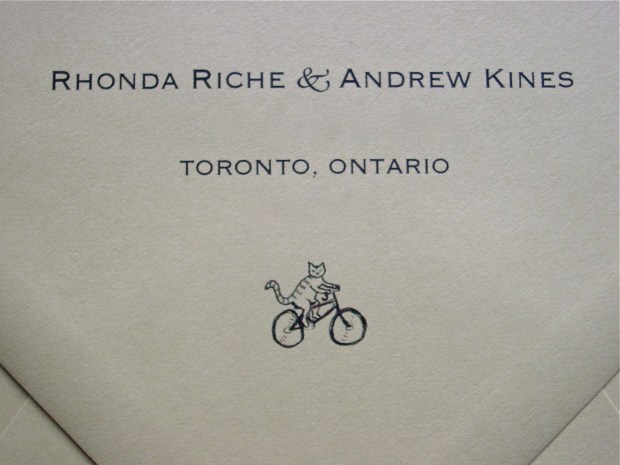 Rhonda Riche & Andrew Kines
Toronto, Ontario